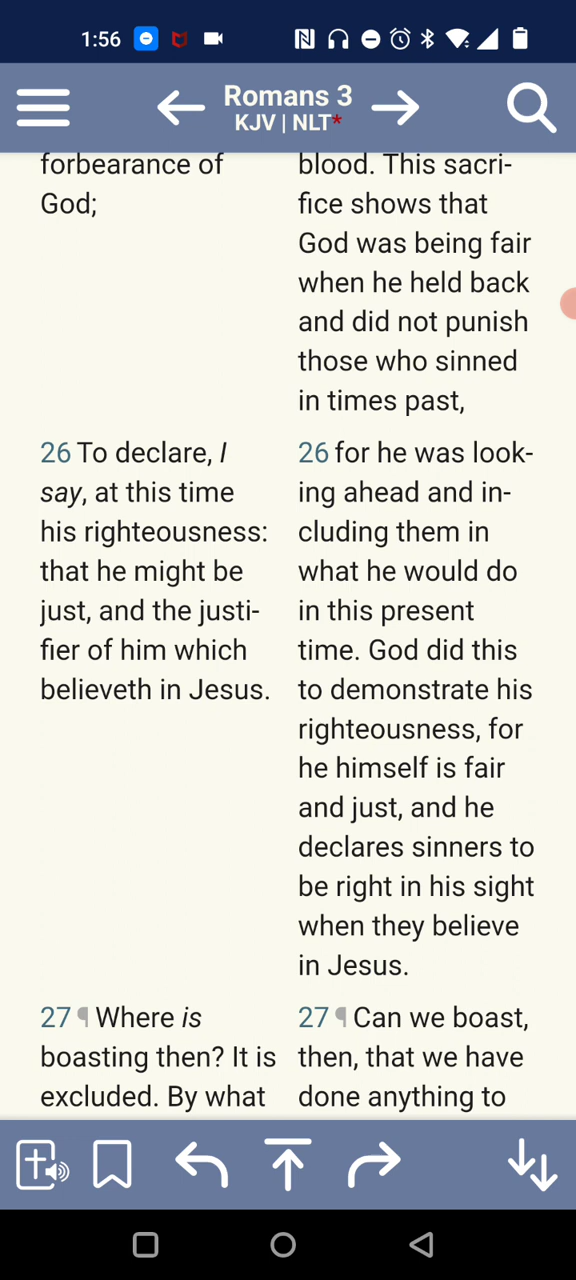 1:56
Romans 3
KJV | NLT*
forbearance of
God;
26 To declare, I
say, at this time
his righteousness:
that he might be
just, and the justi-
fier of him which
believeth in Jesus.
27 ¶ Where is
boasting then? It is
excluded. By what
blood. This sacri-
fice shows that
God was being fair
when he held back
and did not punish
those who sinned
in times past,
26 for he was look-
ing ahead and in-
cluding them in
what he would do
in this present
time. God did this
to demonstrate his
righteousness, for
he himself is fair
and just, and he
declares sinners to
be right in his sight
when they believe
in Jesus.
27 ¶ Can we boast,
then, that we have
done anything to